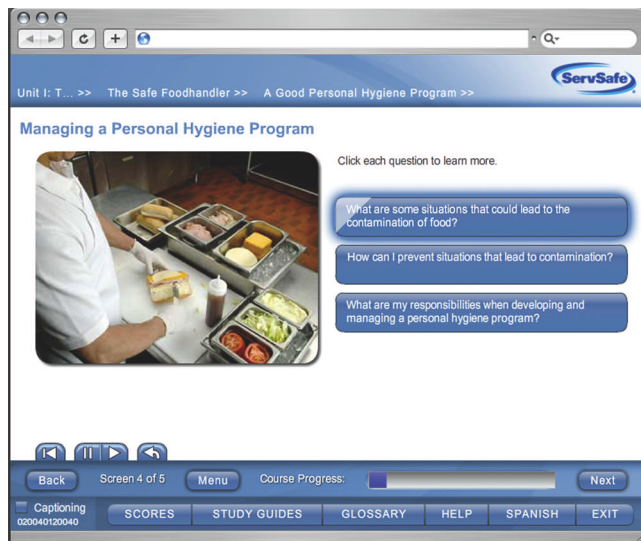 ServSafe
Unit I: T... >> The Safe Foodhandler >> A Good Personal Hygiene Program >>
Managing a Personal Hygiene Program
Click each question to learn more.
What are some situations that could lead to the
contamination of food?
How can I prevent situations that lead to contamination?
What are my responsibilities when developing and
managing a personal hygiene program?
Back
Screen 4 of 5
Menu
Course Progress:
Next
Captioning
020040120040
SCORES
STUDY GUIDES
GLOSSARY
HELP
SPANISH
EXIT